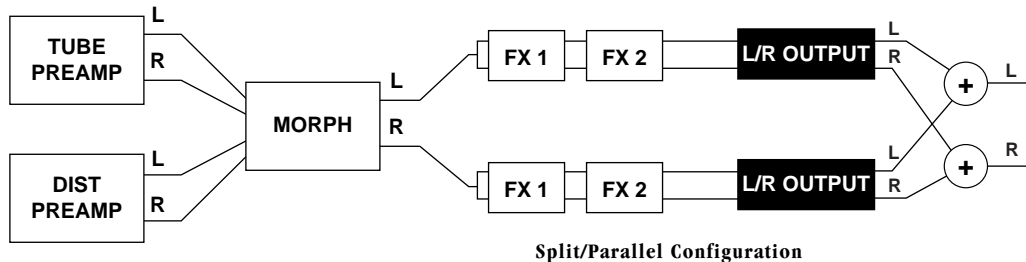 L
TUBE
PREAMP
R
L
FX 1
FX 2
L/R OUTPUT
L
R
L
MORPH
R
L
DIST
PREAMP
R
FX 1
FX 2
L/R OUTPUT
L
R
+
L
+
R
Split/Parallel Configuration